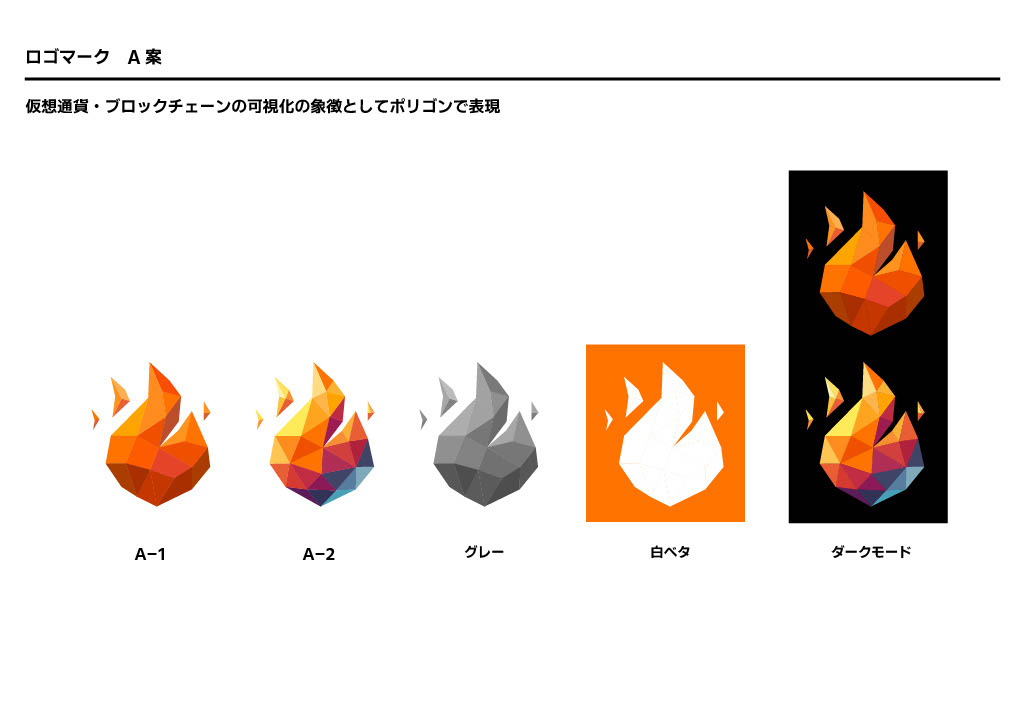 ロゴマーク　A 案
仮想通貨・ブロックチェーンの可視化の象徴としてポリゴンで表現
A−1
A−2
グレー
白ベタ
ダークモード